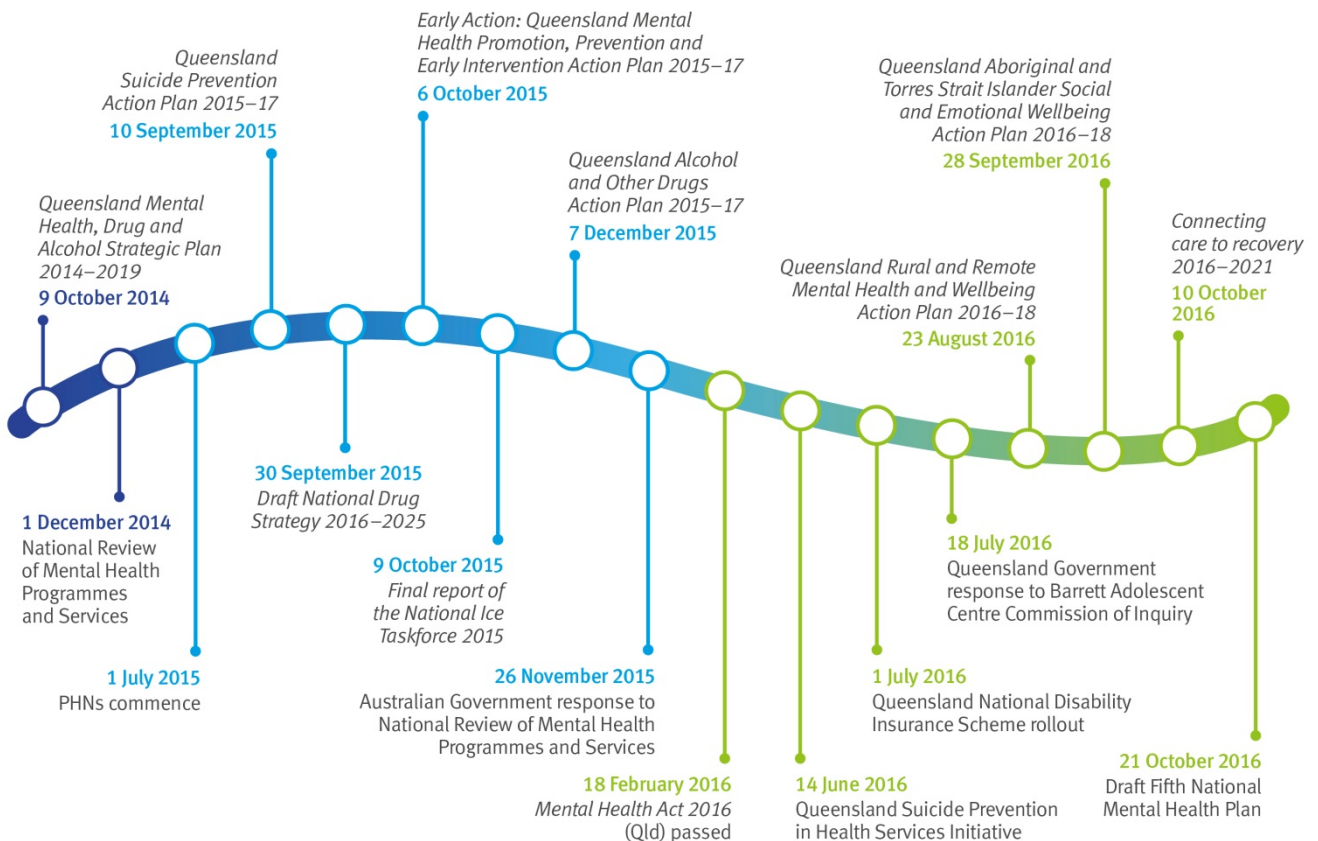 Queensland Mental
Health, Drug and
Alcohol Strategic Plan
2014–2019
9 October 2014
1 December 2014
National Review
of Mental Health
Programmes
and Services
1 July 2015
PHNs commence
Queensland
Suicide Prevention
Action Plan 2015–17
10 September 2015
30 September 2015
Draft National Drug
Strategy 2016–2025
Early Action: Queensland Mental
Health Promotion, Prevention and
Early Intervention Action Plan 2015–17
6 October 2015
9 October 2015
Final report of
the National Ice
Taskforce 2015
Queensland Alcohol
and Other Drugs
Action Plan 2015–17
7 December 2015
26 November 2015
Australian Government response to
National Review of Mental Health
Programmes and Services
18 February 2016
Mental Health Act 2016
(Qld) passed
14 June 2016
Queensland Suicide Prevention
in Health Services Initiative
1 July 2016
Queensland National Disability
Insurance Scheme rollout
18 July 2016
Queensland Government
response to Barrett Adolescent
Centre Commission of Inquiry
Queensland Rural and Remote
Mental Health and Wellbeing
Action Plan 2016–18
23 August 2016
Queensland Aboriginal and
Torres Strait Islander Social
and Emotional Wellbeing
Action Plan 2016–18
28 September 2016
Connecting
care to recovery
2016–2021
10 October
2016
21 October 2016
Draft Fifth National
Mental Health Plan